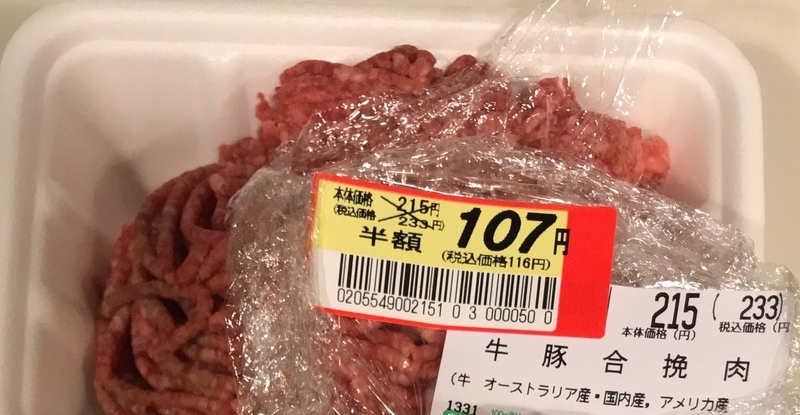 本体価格 215円
(税込価格 233円)
半額 107円
(税込価格116円)
0205549002151 0 3 000050 0
215 ( 233)
本体価格(円) 税込価格(円
牛豚合挽肉
(牛 オーストラリア産・国内産,アメリカ産
1331